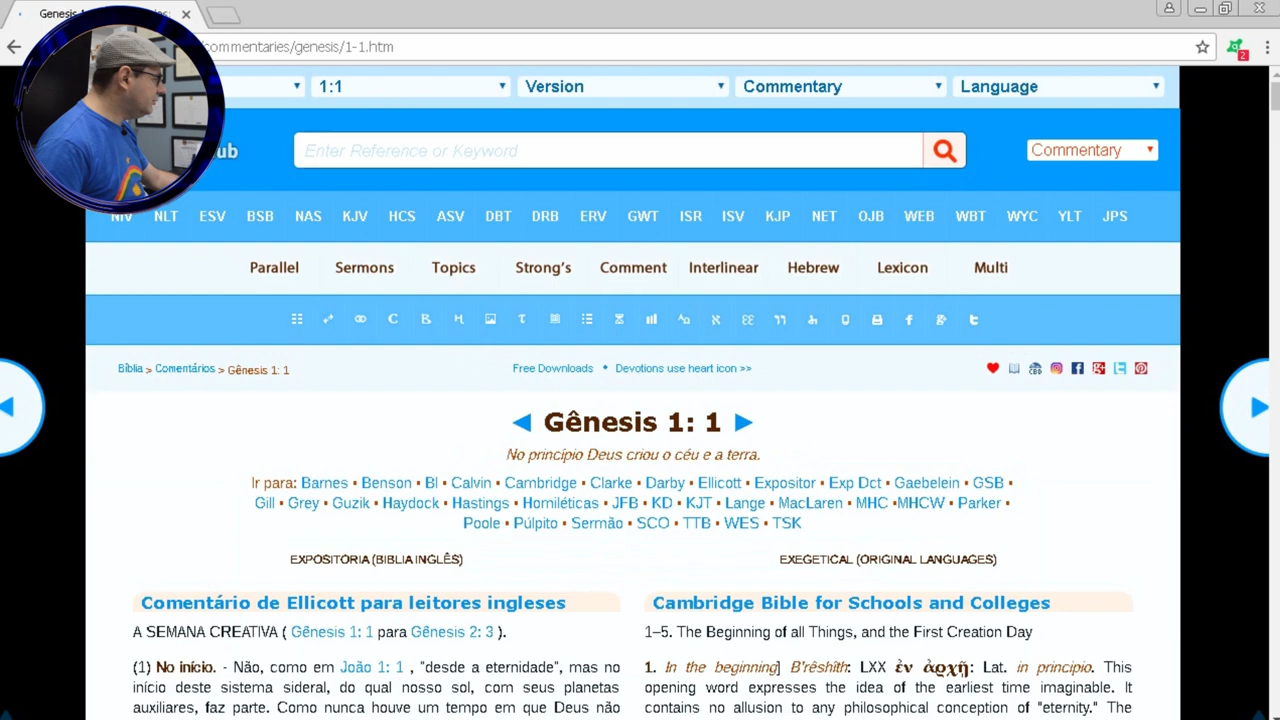 Genesis
commentaries/genesis/1-1.htm
2
1:1
Version
Commentary
Language
ub
Enter Reference or Keyword
Commentary
NIV NLT ESV BSB NAS KJV HCS ASV DBT DRB ERV GWT ISR ISV KJP NET OJB WEB WBT WYC YLT JPS
Parallel Sermons Topics Strong's Comment Interlinear Hebrew Lexicon Multi
Bíblia > Comentários > Gênesis 1: 1
Free Downloads • Devotions use heart icon >>
◄ Gênesis 1: 1 ►
No princípio Deus criou o céu e a terra.
Ir para: Barnes • Benson • BI • Calvin • Cambridge • Clarke • Darby • Ellicott • Expositor • Exp Dct • Gaebelein • GSB •
Gill • Grey • Guzik • Haydock • Hastings • Homiléticas • JFB • KD • KJT • Lange • MacLaren • MHC •MHCW • Parker •
Poole • Púlpito • Sermão • SCO • TTB • WES • TSK
EXPOSITORIA (BIBLIA INGLÊS)
Comentário de Ellicott para leitores ingleses
A SEMANA CREATIVA ( Gênesis 1: 1 para Gênesis 2: 3 ).
(1) No início. - Não, como em João 1: 1 , "desde a eternidade", mas no
início deste sistema sideral, do qual nosso sol, com seus planetas
auxiliares, faz parte. Como nunca houve um tempo em que Deus não
EXEGETICAL (ORIGINAL LANGUAGES)
Cambridge Bible for Schools and Colleges
1–5. The Beginning of all Things, and the First Creation Day
1. In the beginning] B'rêshîth: LXX ἐν ἀρχῇ: Lat. in principio. This
opening word expresses the idea of the earliest time imaginable. It
contains no allusion to any philosophical conception of "eternity." The